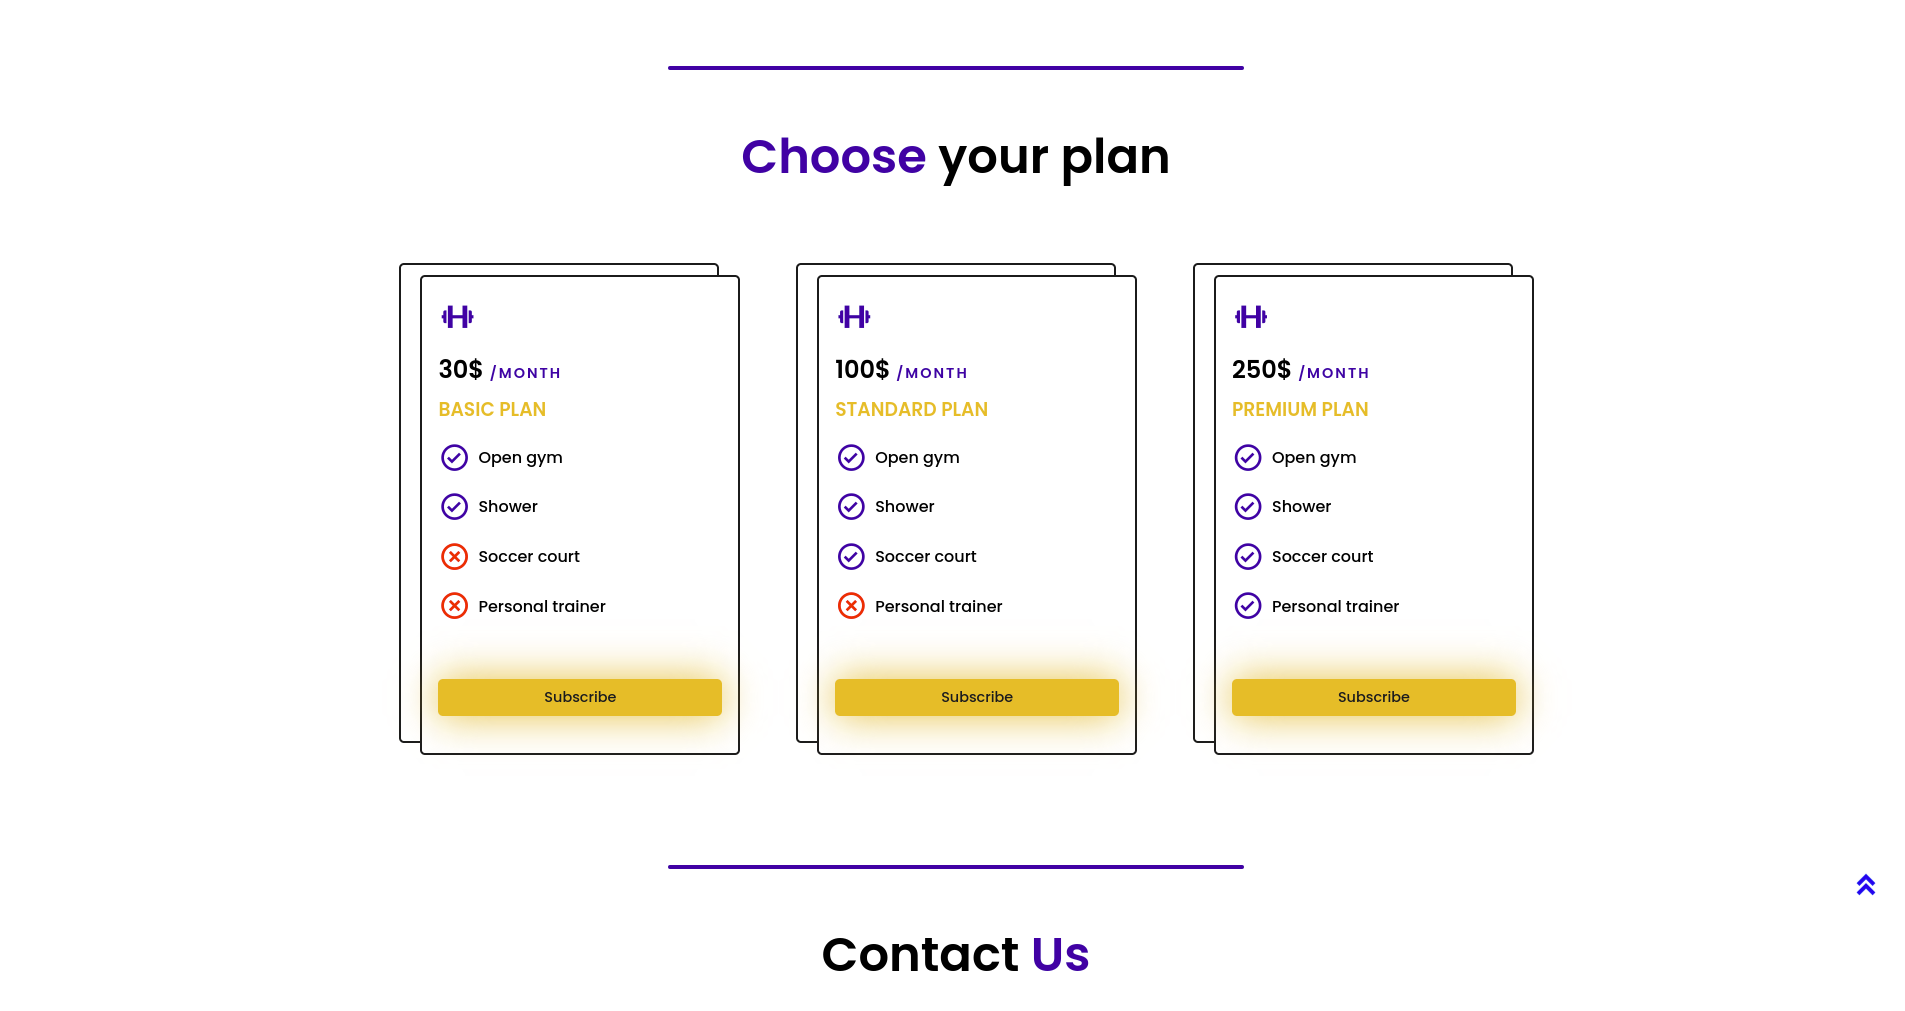 Choose your plan
30$ /MONTH
BASIC PLAN
Open gym
Shower
Soccer court
Personal trainer
Subscribe
100$ /MONTH
STANDARD PLAN
Open gym
Shower
Soccer court
Personal trainer
Subscribe
250$ /MONTH
PREMIUM PLAN
Open gym
Shower
Soccer court
Personal trainer
Subscribe
Contact Us